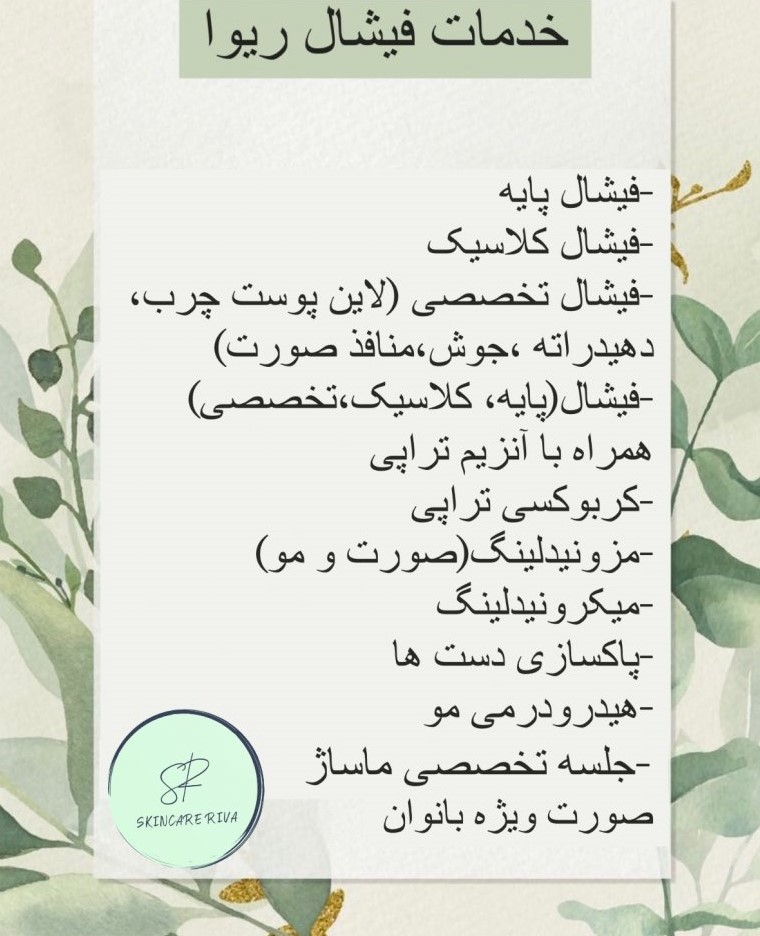 خدمات فیشال ریوا
-فیشال پایه
-فیشال کلاسیک
-فیشال تخصصی (لاین پوست چرب،
دهیدراته ،جوش،منافذ صورت)
-فیشال(پایه، کلاسیک،تخصصی)
همراه با آنزیم تراپی
-کربوکسی تراپی
-مزونیدلینگ(صورت و مو)
-میکرونیدلینگ
-پاکسازی دست ها
-هیدرودرمی مو
-جلسه تخصصی ماساژ
صورت ویژه بانوان
SR
SKINCARERIVA